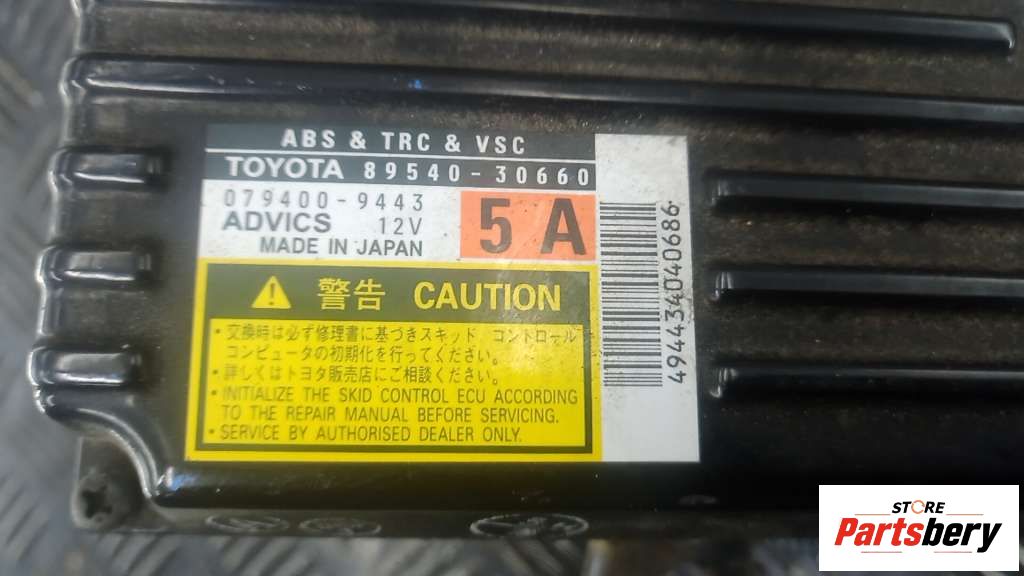 ABS & TRC & VSC
TOYOTA 89540-30660
079400-9443
ADVICS 12V
MADE IN JAPAN
5A
警告 CAUTION
・交換時は必ず修理書に基づきスキッド コントロール
コンピュータの初期化を行ってください。
・詳しくはトヨタ販売店にご相談ください。
・INITIALIZE THE SKID CONTROL ECU ACCORDING
TO THE REPAIR MANUAL BEFORE SERVICING.
・SERVICE BY AUTHORISED DEALER ONLY.
4944434040686
STORE
Partsbery